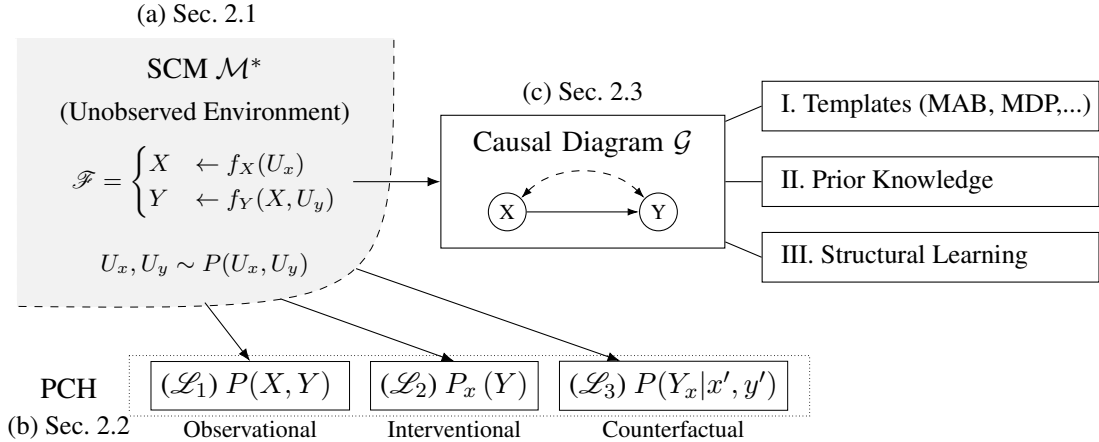 (a) Sec. 2.1
SCM ℳ*
(Unobserved Environment)
ℱ = { X ← f_X(U_x)
Y ← f_Y(X, U_y)
U_x, U_y ∼ P(U_x, U_y)
(c) Sec. 2.3
Causal Diagram 𝒢
X Y
I. Templates (MAB, MDP,...)
II. Prior Knowledge
III. Structural Learning
PCH
(b) Sec. 2.2
(ℒ₁) P(X, Y)
Observational
(ℒ₂) P_x (Y)
Interventional
(ℒ₃) P(Y_x|x′, y′)
Counterfactual